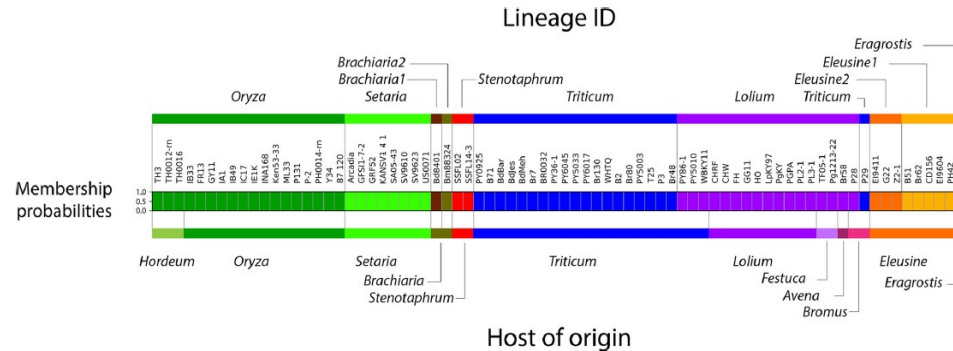 Lineage ID
Eragrostis
Brachiaria2
Eleusine1
Brachiaria1
Stenotaphrum
Eleusine2
Oryza
Setaria
Triticum
Lolium
Triticum
TH3
TH0012-rn
TH0016
IB33
FR13
GY11
IA1
IB49
IC17
IE1K
INA168
Ken53-33
ML33
P131
P-2
PH0014-rn
Y34
87.120
Arcadia
GFSI1-7-2
GRF52
KANSV1 4 1
SA05-43
SV9610
SV9623
US0071
Bd8401
Bm88324
SSFL02
SSFL14-3
PY0925
B71
BdBar
BdJes
BdMeh
Br7
BR0032
PY36-1
PY6045
PY5033
PY6017
Br130
WHTQ
B2
Br80
PY5003
T25
P3
Br48
PY86-1
PY5010
WBKY11
CHRF
CHW
FH
GG11
HO
LpKY97
PgKY
PGPA
PL2-1
PL3-1
TF05-1
Pg1213-22
Br58
P28
P29
EI9411
G22
Z2-1
B51
Br62
CD156
EI9604
PH42
Membership
probabilities
1.0
0.5
0.0
Hordeum
Oryza
Setaria
Triticum
Lolium
Eleusine
Brachiaria
Festuca
Stenotaphrum
Avena
Eragrostis
Bromus
Host of origin